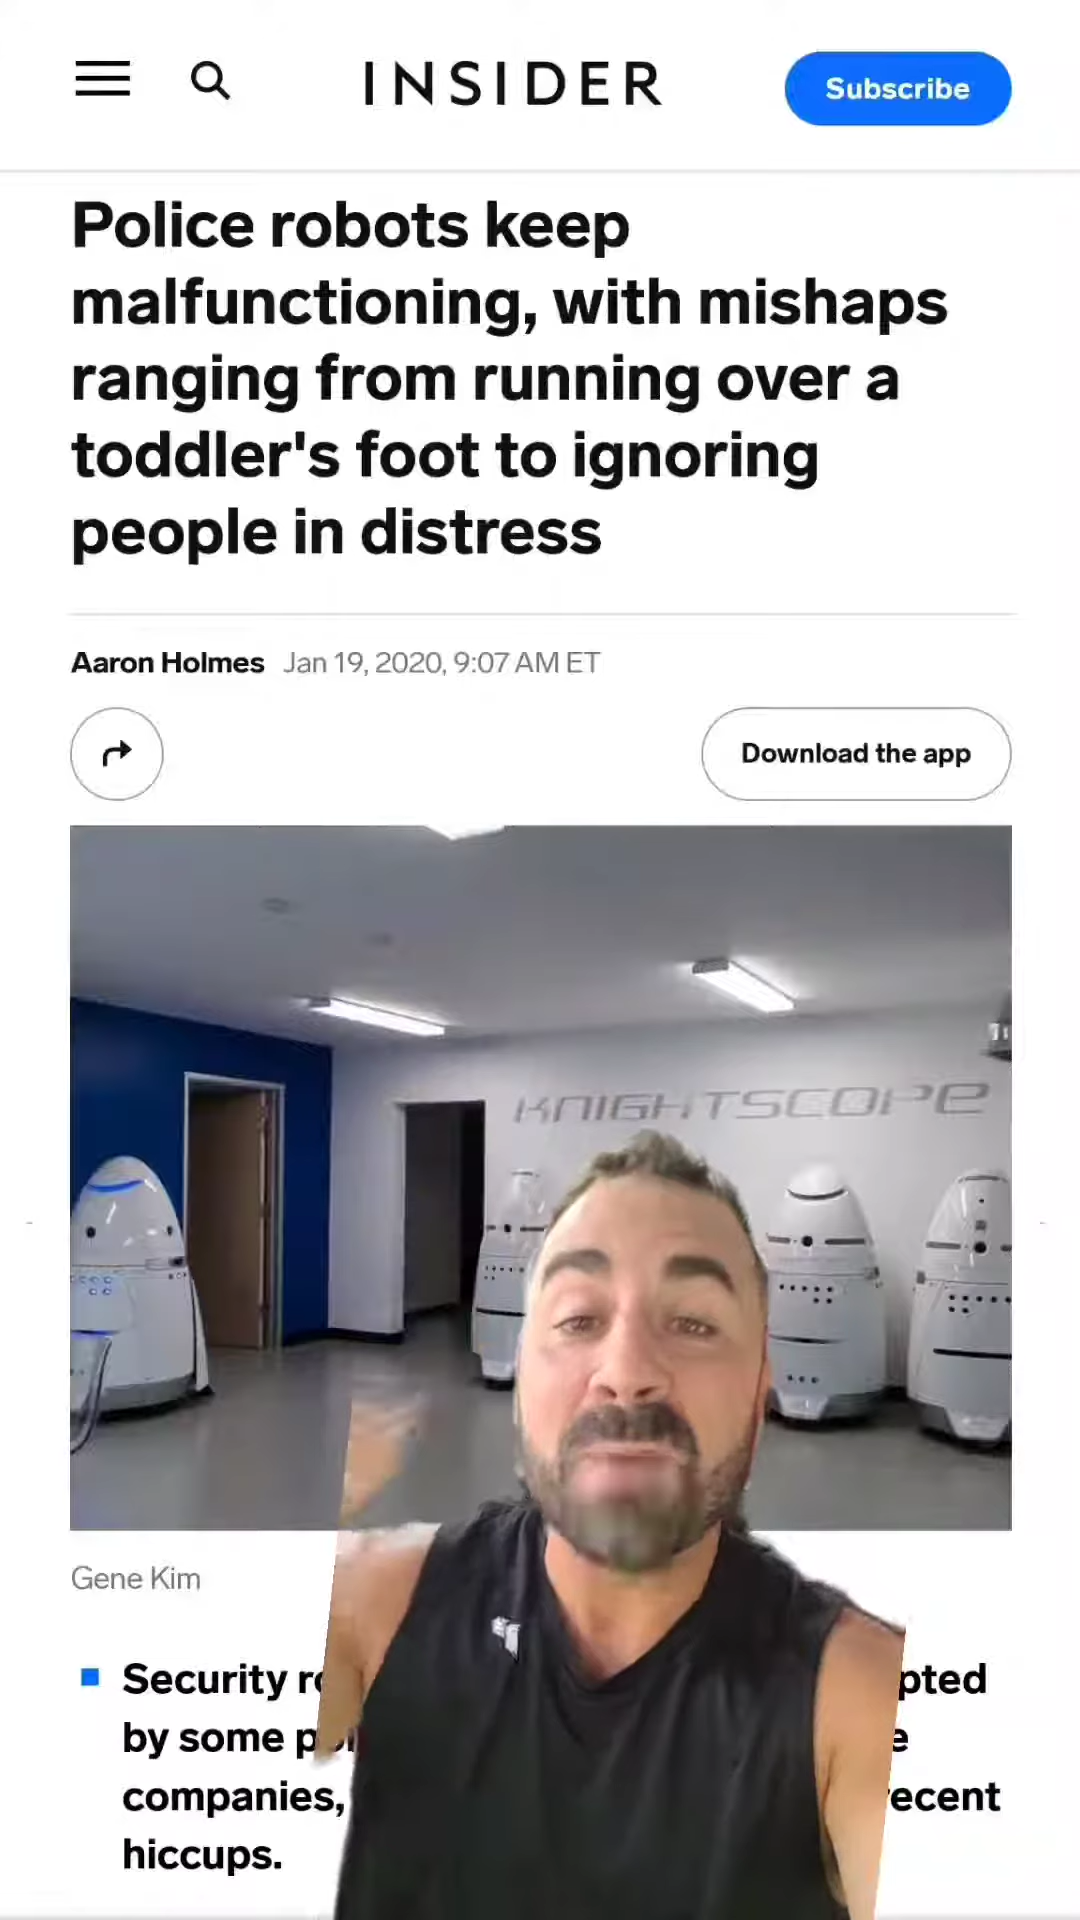 INSIDER
Subscribe
Police robots keep
malfunctioning, with mishaps
ranging from running over a
toddler's foot to ignoring
people in distress
Aaron Holmes Jan 19, 2020, 9:07 AM ET
Download the app
KNIGHTSCOPE
Gene Kim
Security
by some
companies, recent
hiccups.